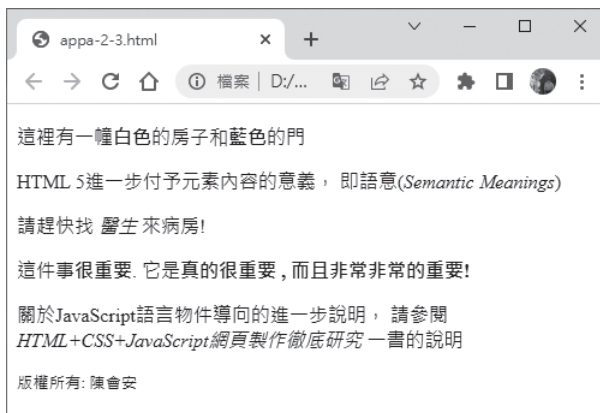 appa-2-3.html
檔案 | D:/...
這裡有一幢白色的房子和藍色的門
HTML 5進一步付予元素內容的意義， 即語意(Semantic Meanings)
請趕快找 醫生 來病房!
這件事很重要. 它是真的很重要 , 而且非常非常的重要!
關於JavaScript語言物件導向的進一步說明， 請參閱
HTML+CSS+JavaScript網頁製作徹底研究 一書的說明
版權所有: 陳會安